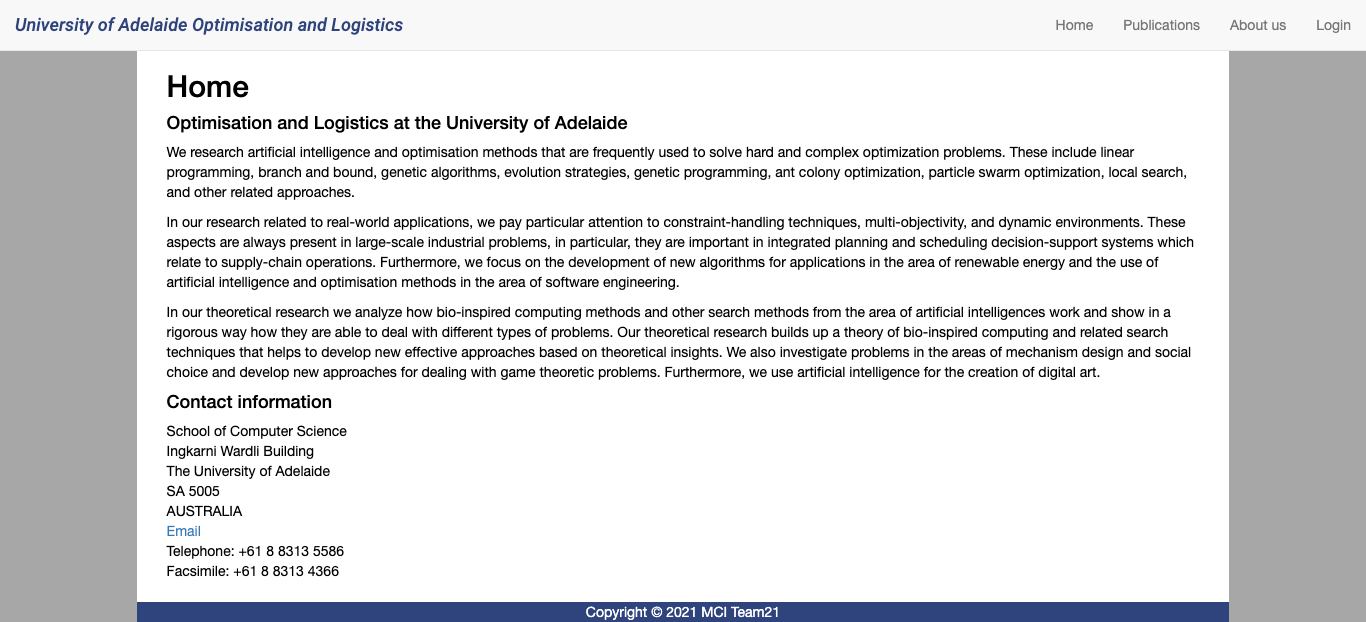 University of Adelaide Optimisation and Logistics
Home
Publications
About us
Login
Home
Optimisation and Logistics at the University of Adelaide
We research artificial intelligence and optimisation methods that are frequently used to solve hard and complex optimization problems. These include linear
programming, branch and bound, genetic algorithms, evolution strategies, genetic programming, ant colony optimization, particle swarm optimization, local search,
and other related approaches.
In our research related to real-world applications, we pay particular attention to constraint-handling techniques, multi-objectivity, and dynamic environments. These
aspects are always present in large-scale industrial problems, in particular, they are important in integrated planning and scheduling decision-support systems which
relate to supply-chain operations. Furthermore, we focus on the development of new algorithms for applications in the area of renewable energy and the use of
artificial intelligence and optimisation methods in the area of software engineering.
In our theoretical research we analyze how bio-inspired computing methods and other search methods from the area of artificial intelligences work and show in a
rigorous way how they are able to deal with different types of problems. Our theoretical research builds up a theory of bio-inspired computing and related search
techniques that helps to develop new effective approaches based on theoretical insights. We also investigate problems in the areas of mechanism design and social
choice and develop new approaches for dealing with game theoretic problems. Furthermore, we use artificial intelligence for the creation of digital art.
Contact information
School of Computer Science
Ingkarni Wardli Building
The University of Adelaide
SA 5005
AUSTRALIA
Email
Telephone: +61 8 8313 5586
Facsimile: +61 8 8313 4366
Copyright © 2021 MCI Team21